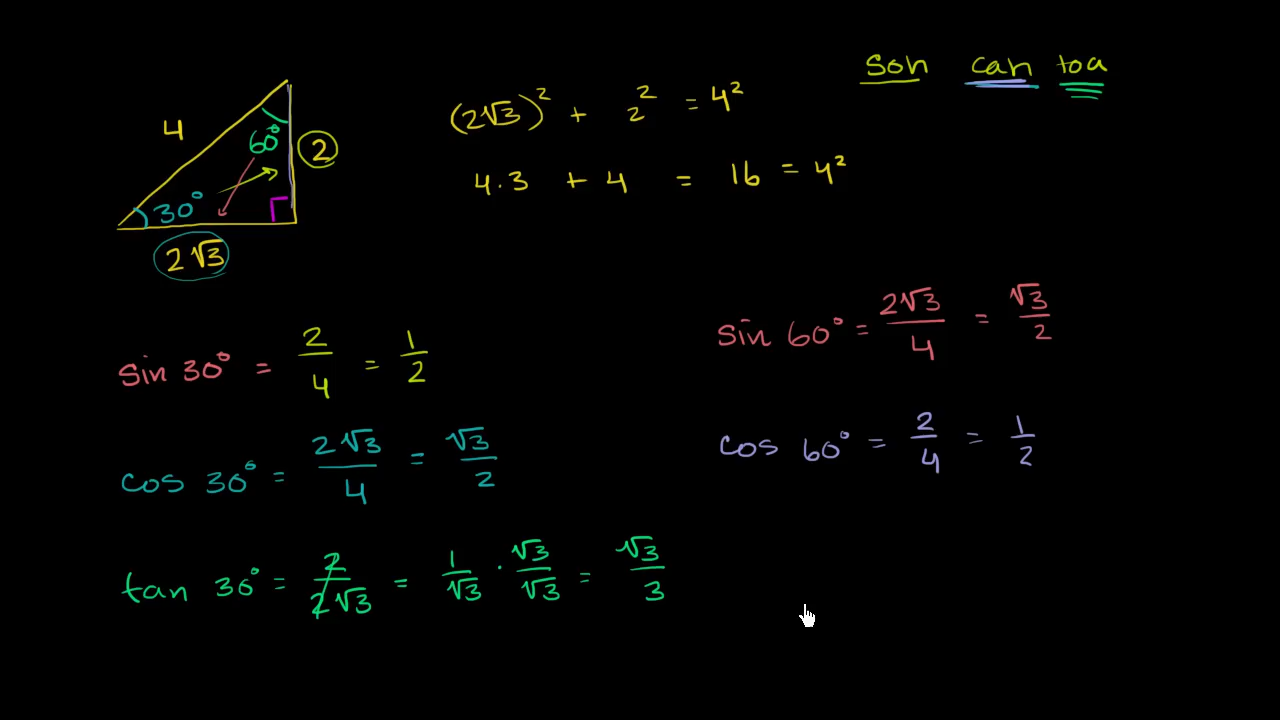 soh cah toa
(2√3)² + 2² = 4²
4·3 + 4 = 16 = 4²
4
60°
2
30°
2√3
sin 30° = 2/4 = 1/2
cos 30° = 2√3/4 = √3/2
tan 30° = 2/2√3 = 1/√3 · √3/√3 = √3/3
sin 60° = 2√3/4 = √3/2
cos 60° = 2/4 = 1/2